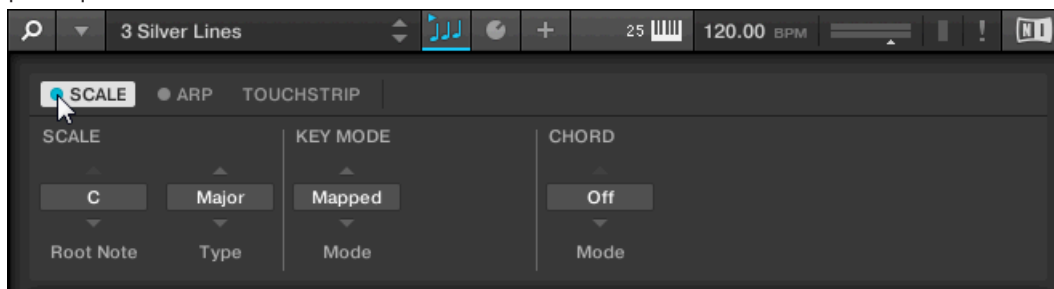 3 Silver Lines 25 120.00 BPM ! NI
SCALE ARP TOUCHSTRIP
SCALE KEY MODE CHORD
C Major Mapped Off
Root Note Type Mode Mode